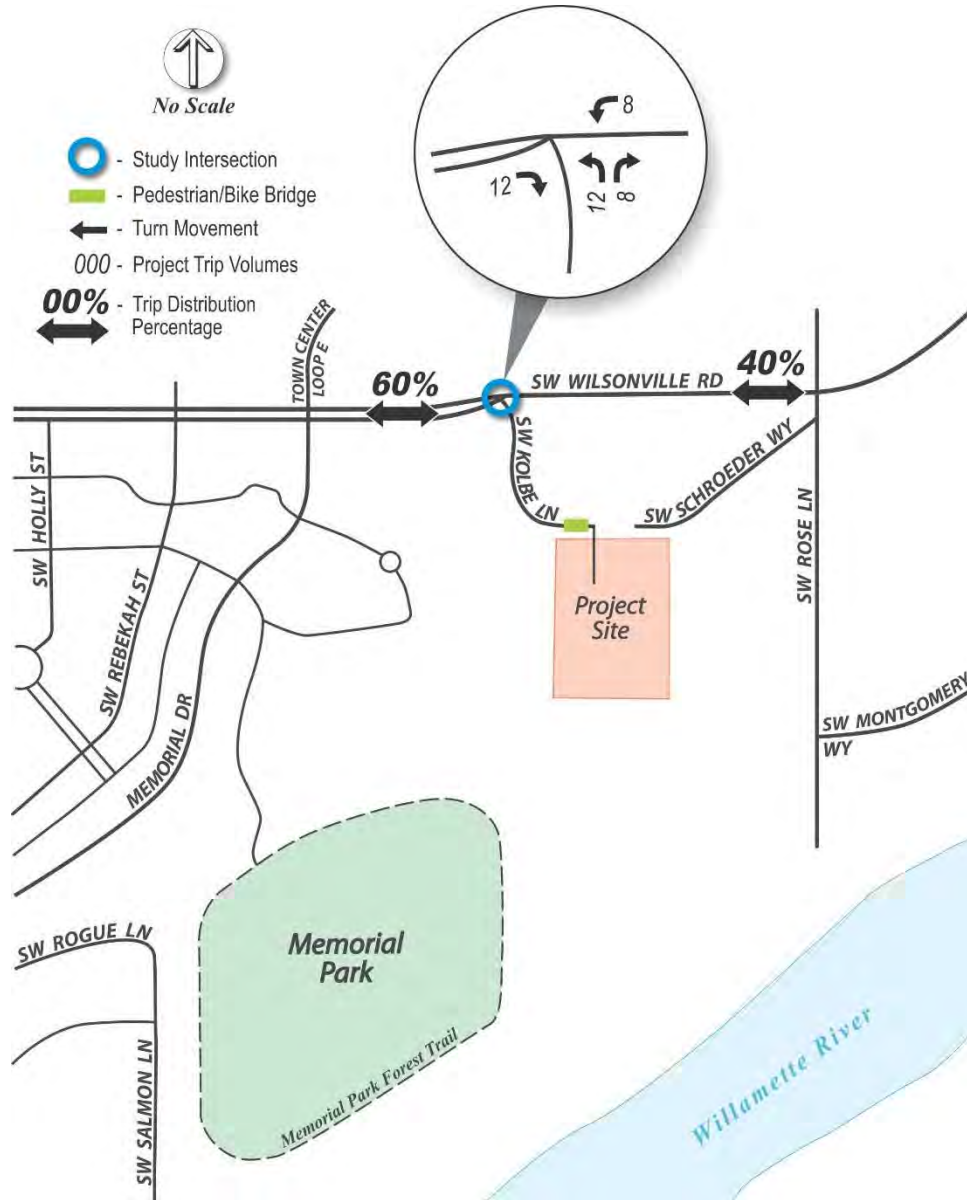 No Scale
- Study Intersection
- Pedestrian/Bike Bridge
- Turn Movement
000 - Project Trip Volumes
00% - Trip Distribution
Percentage
8
12
12
8
TOWN CENTER
LOOP E
60%
SW WILSONVILLE RD
40%
SW HOLLY ST
SW KOLBE LN
SW SCHROEDER WY
SW ROSE LN
SW REBEKAH ST
MEMORIAL DR
Project
Site
SW MONTGOMERY
WY
SW ROGUE LN
SW SALMON LN
Memorial
Park
Memorial Park Forest Trail
Willamette River